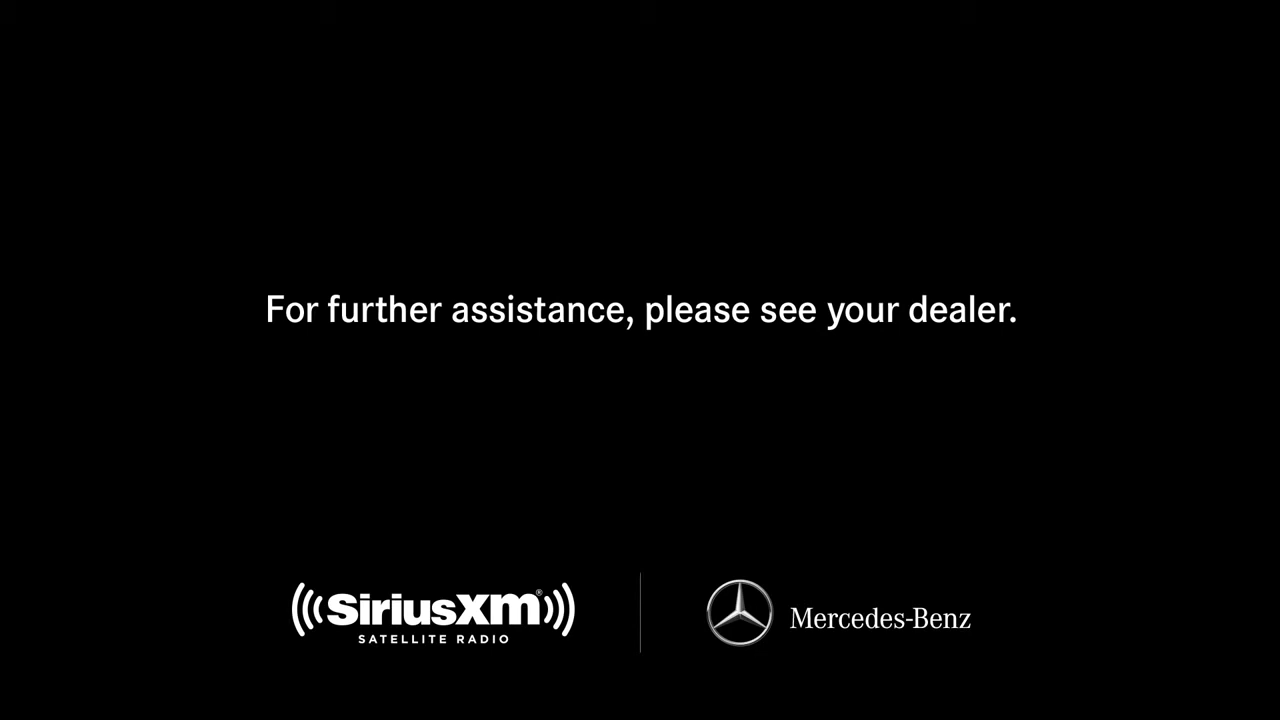 For further assistance, please see your dealer.
SiriusXM®
SATELLITE RADIO
Mercedes-Benz